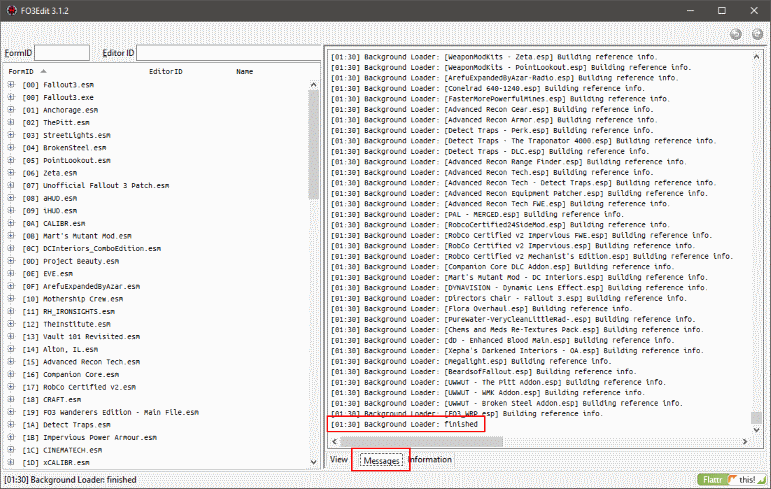 FO3Edit 3.1.2
FormID
Editor ID
FormID EditorID Name
[00] Fallout3.esm
[00] Fallout3.exe
[01] Anchorage.esm
[02] ThePitt.esm
[03] StreetLights.esm
[04] BrokenSteel.esm
[05] PointLookout.esm
[06] Zeta.esm
[07] Unofficial Fallout 3 Patch.esm
[08] aHUD.esm
[09] iHUD.esm
[0A] CALIBR.esm
[0B] Mart's Mutant Mod.esm
[0C] DCInteriors_ComboEdition.esm
[0D] Project Beauty.esm
[0E] EVE.esm
[0F] ArefuExpandedByAzar.esm
[10] Mothership Crew.esm
[11] RH_IRONSIGHTS.esm
[12] TheInstitute.esm
[13] Vault 101 Revisited.esm
[14] Alton, IL.esm
[15] Advanced Recon Tech.esm
[16] Companion Core.esm
[17] RobCo Certified v2.esm
[18] CRAFT.esm
[19] FO3 Wanderers Edition - Main File.esm
[1A] Detect Traps.esm
[1B] Impervious Power Armour.esm
[1C] CINEMATECH.esm
[1D] xCALIBR.esm
[01:30] Background Loader: [WeaponModKits - Zeta.esp] Building reference info.
[01:30] Background Loader: [WeaponModKits - PointLookout.esp] Building reference info.
[01:30] Background Loader: [ArefuExpandedByAzar-Radio.esp] Building reference info.
[01:30] Background Loader: [Conelrad 640-1240.esp] Building reference info.
[01:30] Background Loader: [FasterMorePowerfulMines.esp] Building reference info.
[01:30] Background Loader: [Advanced Recon Gear.esp] Building reference info.
[01:30] Background Loader: [Advanced Recon Armor.esp] Building reference info.
[01:30] Background Loader: [Detect Traps - Perk.esp] Building reference info.
[01:30] Background Loader: [Detect Traps - The Traponator 4000.esp] Building reference info.
[01:30] Background Loader: [Detect Traps - DLC.esp] Building reference info.
[01:30] Background Loader: [Advanced Recon Range Finder.esp] Building reference info.
[01:30] Background Loader: [Advanced Recon Tech.esp] Building reference info.
[01:30] Background Loader: [Advanced Recon Tech - Detect Traps.esp] Building reference info.
[01:30] Background Loader: [Advanced Recon Equipment Patcher.esp] Building reference info.
[01:30] Background Loader: [Advanced Recon Tech FWE.esp] Building reference info.
[01:30] Background Loader: [PAL - MERGED.esp] Building reference info.
[01:30] Background Loader: [RobcoCertified24SideMod.esp] Building reference info.
[01:30] Background Loader: [RobCo Certified v2 Impervious FWE.esp] Building reference info.
[01:30] Background Loader: [RobCo Certified v2 Impervious.esp] Building reference info.
[01:30] Background Loader: [RobCo Certified v2 Mechanist's Edition.esp] Building reference info.
[01:30] Background Loader: [Companion Core DLC Addon.esp] Building reference info.
[01:30] Background Loader: [Mart's Mutant Mod - DC Interiors.esp] Building reference info.
[01:30] Background Loader: [DYNAVISION - Dynamic Lens Effect.esp] Building reference info.
[01:30] Background Loader: [Directors Chair - Fallout 3.esp] Building reference info.
[01:30] Background Loader: [Flora Overhaul.esp] Building reference info.
[01:30] Background Loader: [Purewater-VeryCleanLittleRad-.esp] Building reference info.
[01:30] Background Loader: [Chems and Meds Re-Textures Pack.esp] Building reference info.
[01:30] Background Loader: [dD - Enhanced Blood Main.esp] Building reference info.
[01:30] Background Loader: [Xepha's Darkened Interiors - OA.esp] Building reference info.
[01:30] Background Loader: [Megalight.esp] Building reference info.
[01:30] Background Loader: [BeardsofFallout.esp] Building reference info.
[01:30] Background Loader: [UWWUT - The Pitt Addon.esp] Building reference info.
[01:30] Background Loader: [UWWUT - WMK Addon.esp] Building reference info.
[01:30] Background Loader: [UWWUT - Broken Steel Addon.esp] Building reference info.
[01:30] Background Loader: [FO3_WRP.esp] Building reference info.
[01:30] Background Loader: finished
View Messages Information
[01:30] Background Loader: finished
Flattr this!